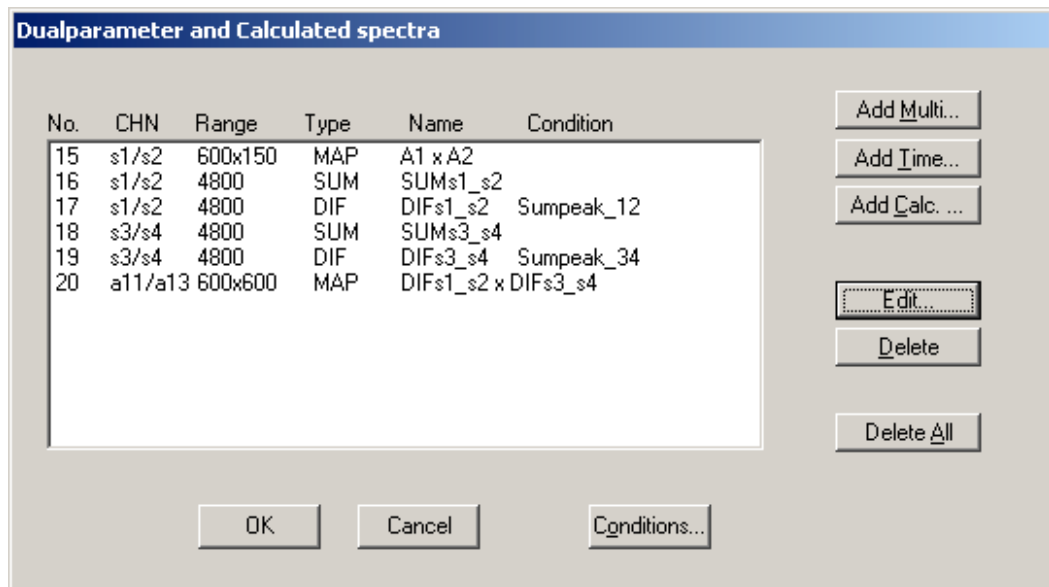 Dualparameter and Calculated spectra
No. CHN Range Type Name Condition
15 s1/s2 600x150 MAP A1 x A2
16 s1/s2 4800 SUM SUMs1_s2
17 s1/s2 4800 DIF DIFs1_s2 Sumpeak_12
18 s3/s4 4800 SUM SUMs3_s4
19 s3/s4 4800 DIF DIFs3_s4 Sumpeak_34
20 a11/a13 600x600 MAP DIFs1_s2 x DIFs3_s4
Add Multi...
Add Time...
Add Calc. ...
Edit...
Delete
Delete All
OK Cancel Conditions...